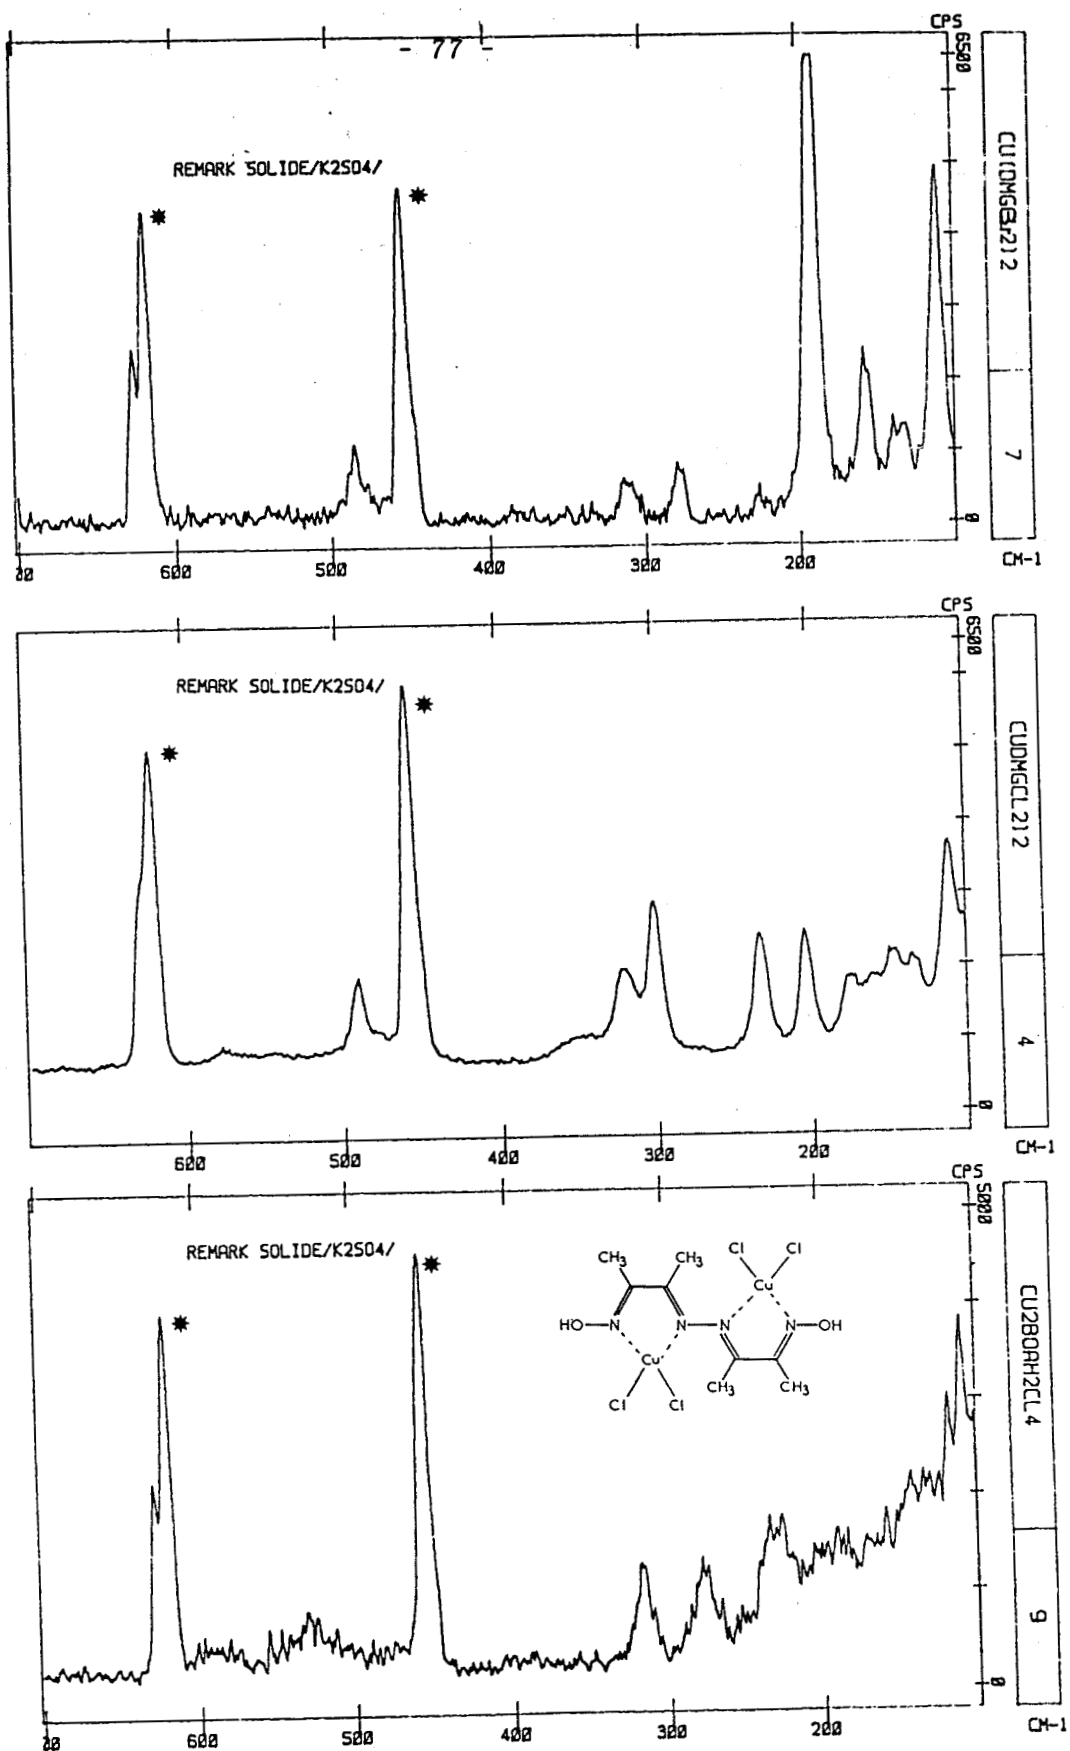 - 77 -
CPS
6500
REMARK SOLIDE/K2SO4/
*
*
CU(DMGBr2)2
7
0
00 600 500 400 300 200 CM-1
CPS
6500
REMARK SOLIDE/K2SO4/
*
*
CUDMGCL2)2
4
0
600 500 400 300 200 CM-1
CPS
5000
REMARK SOLIDE/K2SO4/
*
*
CH3 CH3 Cl Cl
Cu
HO—N N—N N—OH
Cu
CH3 CH3
Cl Cl
CU2BOAH2CL4
9
0
00 600 500 400 300 200 CM-1